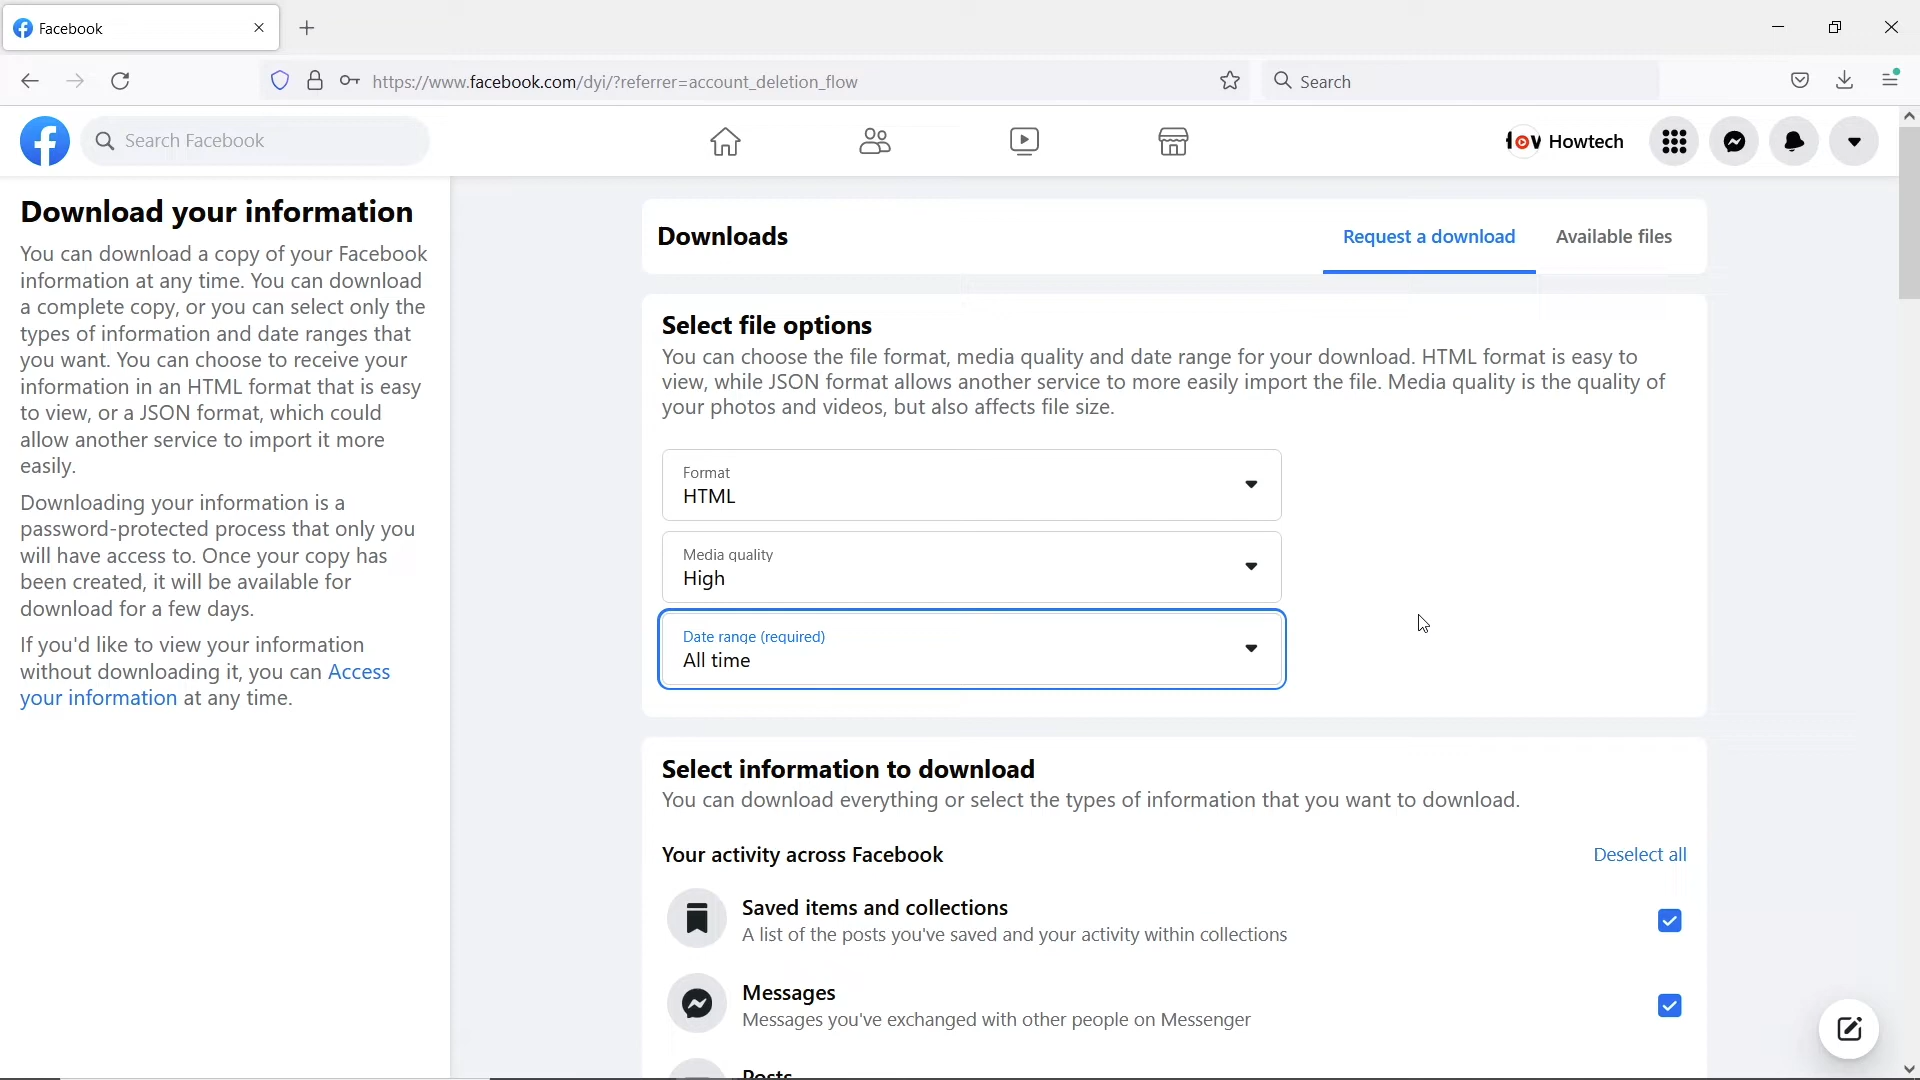 Facebook
https://www.facebook.com/dyi/?referrer=account_deletion_flow
Search
Search Facebook
Howtech
Download your information
You can download a copy of your Facebook
information at any time. You can download
a complete copy, or you can select only the
types of information and date ranges that
you want. You can choose to receive your
information in an HTML format that is easy
to view, or a JSON format, which could
allow another service to import it more
easily.
Downloading your information is a
password-protected process that only you
will have access to. Once your copy has
been created, it will be available for
download for a few days.
If you'd like to view your information
without downloading it, you can Access
your information at any time.
Downloads
Request a download
Available files
Select file options
You can choose the file format, media quality and date range for your download. HTML format is easy to
view, while JSON format allows another service to more easily import the file. Media quality is the quality of
your photos and videos, but also affects file size.
Format
HTML
Media quality
High
Date range (required)
All time
Select information to download
You can download everything or select the types of information that you want to download.
Your activity across Facebook
Deselect all
Saved items and collections
A list of the posts you've saved and your activity within collections
Messages
Messages you've exchanged with other people on Messenger
Posts